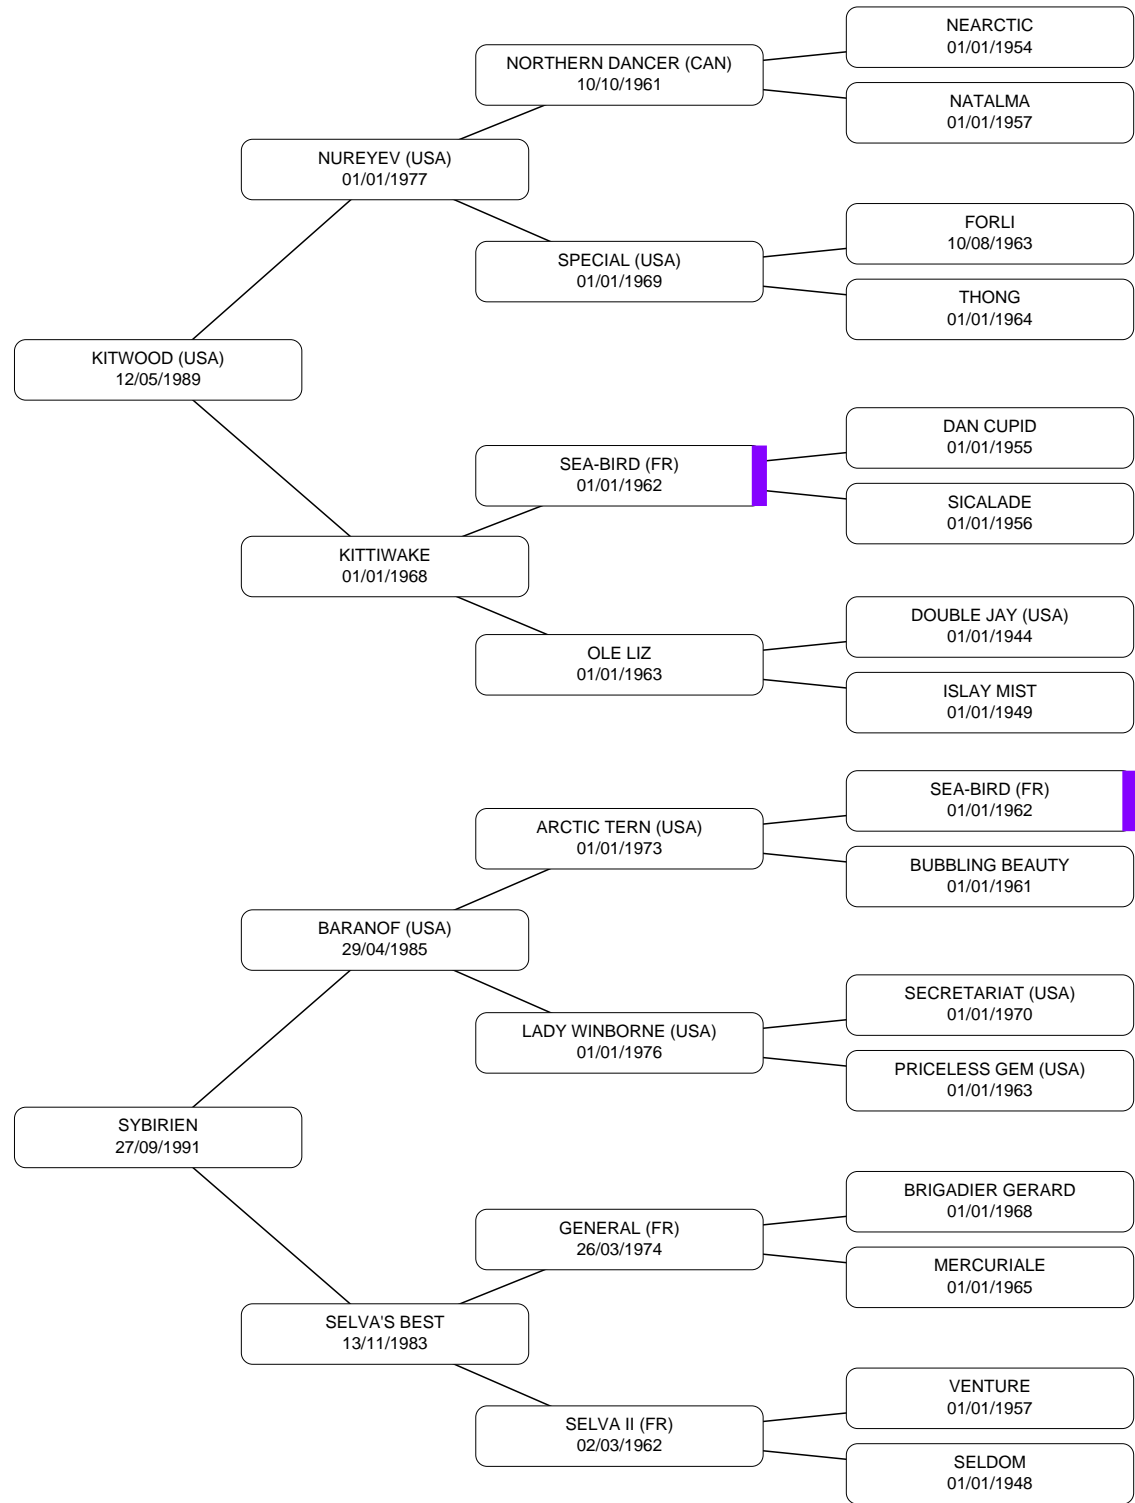 NEARCTIC
01/01/1954
NORTHERN DANCER (CAN)
10/10/1961
NATALMA
01/01/1957
NUREYEV (USA)
01/01/1977
FORLI
10/08/1963
SPECIAL (USA)
01/01/1969
THONG
01/01/1964
KITWOOD (USA)
12/05/1989
DAN CUPID
01/01/1955
SEA-BIRD (FR)
01/01/1962
SICALADE
01/01/1956
KITTIWAKE
01/01/1968
DOUBLE JAY (USA)
01/01/1944
OLE LIZ
01/01/1963
ISLAY MIST
01/01/1949
SEA-BIRD (FR)
01/01/1962
ARCTIC TERN (USA)
01/01/1973
BUBBLING BEAUTY
01/01/1961
BARANOF (USA)
29/04/1985
SECRETARIAT (USA)
01/01/1970
LADY WINBORNE (USA)
01/01/1976
PRICELESS GEM (USA)
01/01/1963
SYBIRIEN
27/09/1991
BRIGADIER GERARD
01/01/1968
GENERAL (FR)
26/03/1974
MERCURIALE
01/01/1965
SELVA'S BEST
13/11/1983
VENTURE
01/01/1957
SELVA II (FR)
02/03/1962
SELDOM
01/01/1948